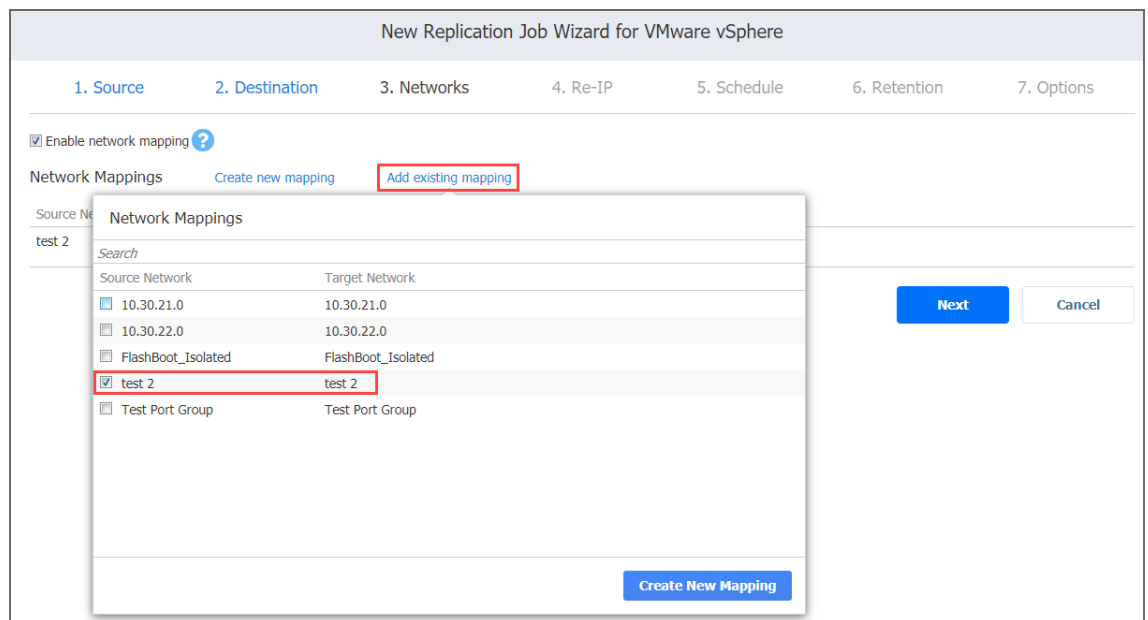 New Replication Job Wizard for VMware vSphere
1. Source 2. Destination 3. Networks 4. Re-IP 5. Schedule 6. Retention 7. Options
Enable network mapping ?
Network Mappings Create new mapping Add existing mapping
Source Ne
test 2
Network Mappings
Search
Source Network Target Network
10.30.21.0 10.30.21.0
10.30.22.0 10.30.22.0
FlashBoot_Isolated FlashBoot_Isolated
test 2 test 2
Test Port Group Test Port Group
Next Cancel
Create New Mapping